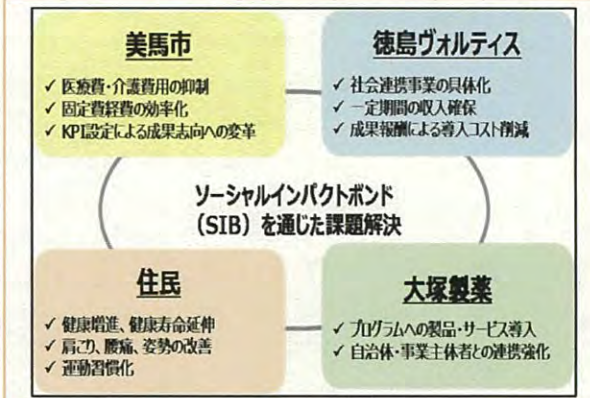 美馬市
✓ 医療費・介護費用の抑制
✓ 固定費経費の効率化
✓ KPI設定による成果志向への変革
徳島ヴォルティス
✓ 社会連携事業の具体化
✓ 一定期間の収入確保
✓ 成果報酬による導入コスト削減
ソーシャルインパクトボンド
（SIB）を通じた課題解決
住民
✓ 健康増進、健康寿命延伸
✓ 肩こり、腰痛、姿勢の改善
✓ 運動習慣化
大塚製薬
✓ プログラムへの製品・サービス導入
✓ 自治体・事業主体者との連携強化